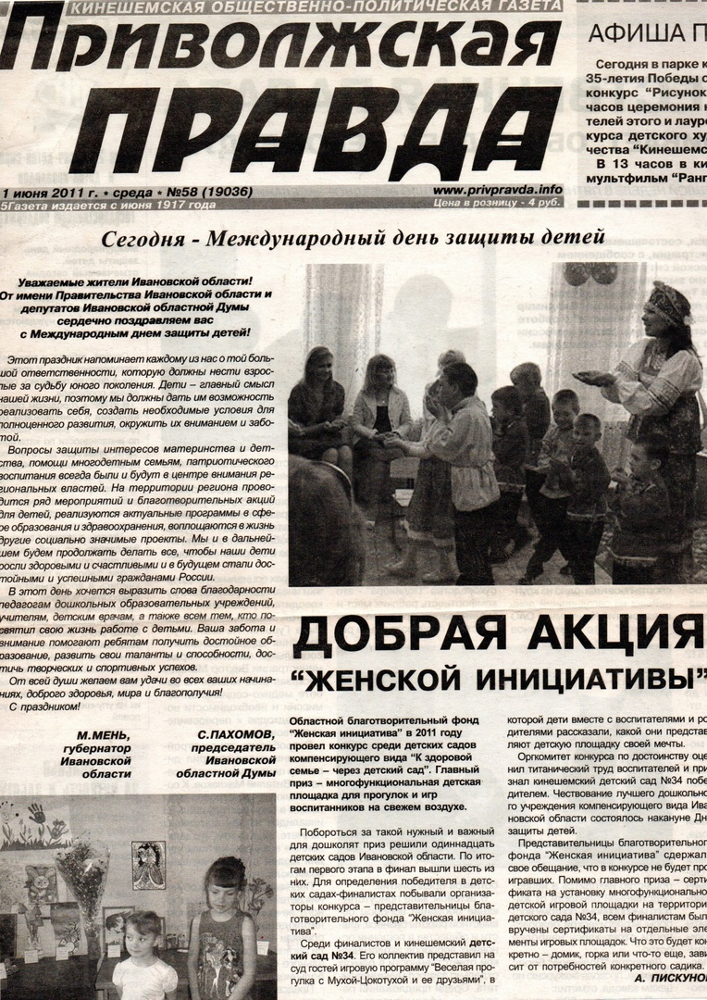 КИНЕШЕМСКАЯ ОБЩЕСТВЕННО-ПОЛИТИЧЕСКАЯ ГАЗЕТА
Приволжская
ПРАВДА
1 июня 2011 г. • среда • №58 (19036)
www.privpravda.info
Газета издается с июня 1917 года
Цена в розницу - 4 руб.
АФИША П
Сегодня в парке к
35-летия Победы с
конкурс “Рисунок
часов церемония н
телей этого и лауре
курса детского ху
чества “Кинешемс
В 13 часов в ки
мультфильм “Ранг
Сегодня - Международный день защиты детей
Уважаемые жители Ивановской области!
От имени Правительства Ивановской области и
депутатов Ивановской областной Думы
сердечно поздравляем вас
с Международным днем защиты детей!
Этот праздник напоминает каждому из нас о той боль-
шой ответственности, которую должны нести взрос-
лые за судьбу юного поколения. Дети – главный смысл
нашей жизни, поэтому мы должны дать им возможность
реализовать себя, создать необходимые условия для
полноценного развития, окружить их вниманием и забо-
той.
Вопросы защиты интересов материнства и дет-
ства, помощи многодетным семьям, патриотического
воспитания всегда были и будут в центре внимания ре-
гиональных властей. На территории региона прово-
дится ряд мероприятий и благотворительных акций
для детей, реализуются актуальные программы в сфе-
ре образования и здравоохранения, воплощаются в жизнь
другие социально значимые проекты. Мы и в дальней-
шем будем продолжать делать все, чтобы наши дети
росли здоровыми и счастливыми и в будущем стали дос-
тойными и успешными гражданами России.
В этот день хочется выразить слова благодарности
педагогам дошкольных образовательных учреждений,
учителям, детским врачам, а также всем тем, кто по-
святил свою жизнь работе с детьми. Ваша забота и
внимание помогают ребятам получить достойное об-
разование, развить свои таланты и способности, дос-
тичь творческих и спортивных успехов.
От всей души желаем вам удачи во всех ваших начина-
ниях, доброго здоровья, мира и благополучия!
С праздником!
М.МЕНЬ,
губернатор
Ивановской
области
С.ПАХОМОВ,
председатель
Ивановской
областной Думы
ДОБРАЯ АКЦИЯ
“ЖЕНСКОЙ ИНИЦИАТИВЫ”
Областной благотворительный фонд
“Женская инициатива” в 2011 году
провел конкурс среди детских садов
компенсирующего вида “К здоровой
семье – через детский сад”. Главный
приз – многофункциональная детская
площадка для прогулок и игр
воспитанников на свежем воздухе.
Побороться за такой нужный и важный
для дошколят приз решили одиннадцать
детских садов Ивановской области. По ито-
гам первого этапа в финал вышли шесть из
них. Для определения победителя в детс-
ких садах-финалистах побывали организа-
торы конкурса – представительницы бла-
готворительного фонда “Женская инициа-
тива”.
Среди финалистов и кинешемский детс-
кий сад №34. Его коллектив представил на
суд гостей игровую программу “Веселая про-
гулка с Мухой-Цокотухой и ее друзьями”, в
которой дети вместе с воспитателями и ро
дителями рассказали, какой они представ
ляют детскую площадку своей мечты.
Оргкомитет конкурса по достоинству оце
нил титанический труд воспитателей и при
знал кинешемский детский сад №34 побе
дителем. Чествование лучшего дошкольно
го учреждения компенсирующего вида Ива
новской области состоялось накануне Дн
защиты детей.
Представительницы благотворительног
фонда “Женская инициатива” сдержал
свое обещание, что в конкурсе не будет про
игравших. Помимо главного приза – серти
фиката на установку многофункционально
детской игровой площадки на территори
детского сада №34, всем финалистам был
вручены сертификаты на отдельные эле
менты игровых площадок. Что это будет кон
кретно – домик, горка или что-то еще, зави
сит от потребностей конкретного садика.
А. ПИСКУНО